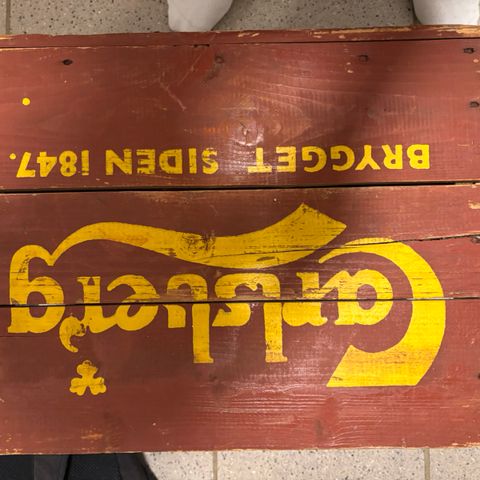 Carlsberg
BRYGGET SIDEN 1847.